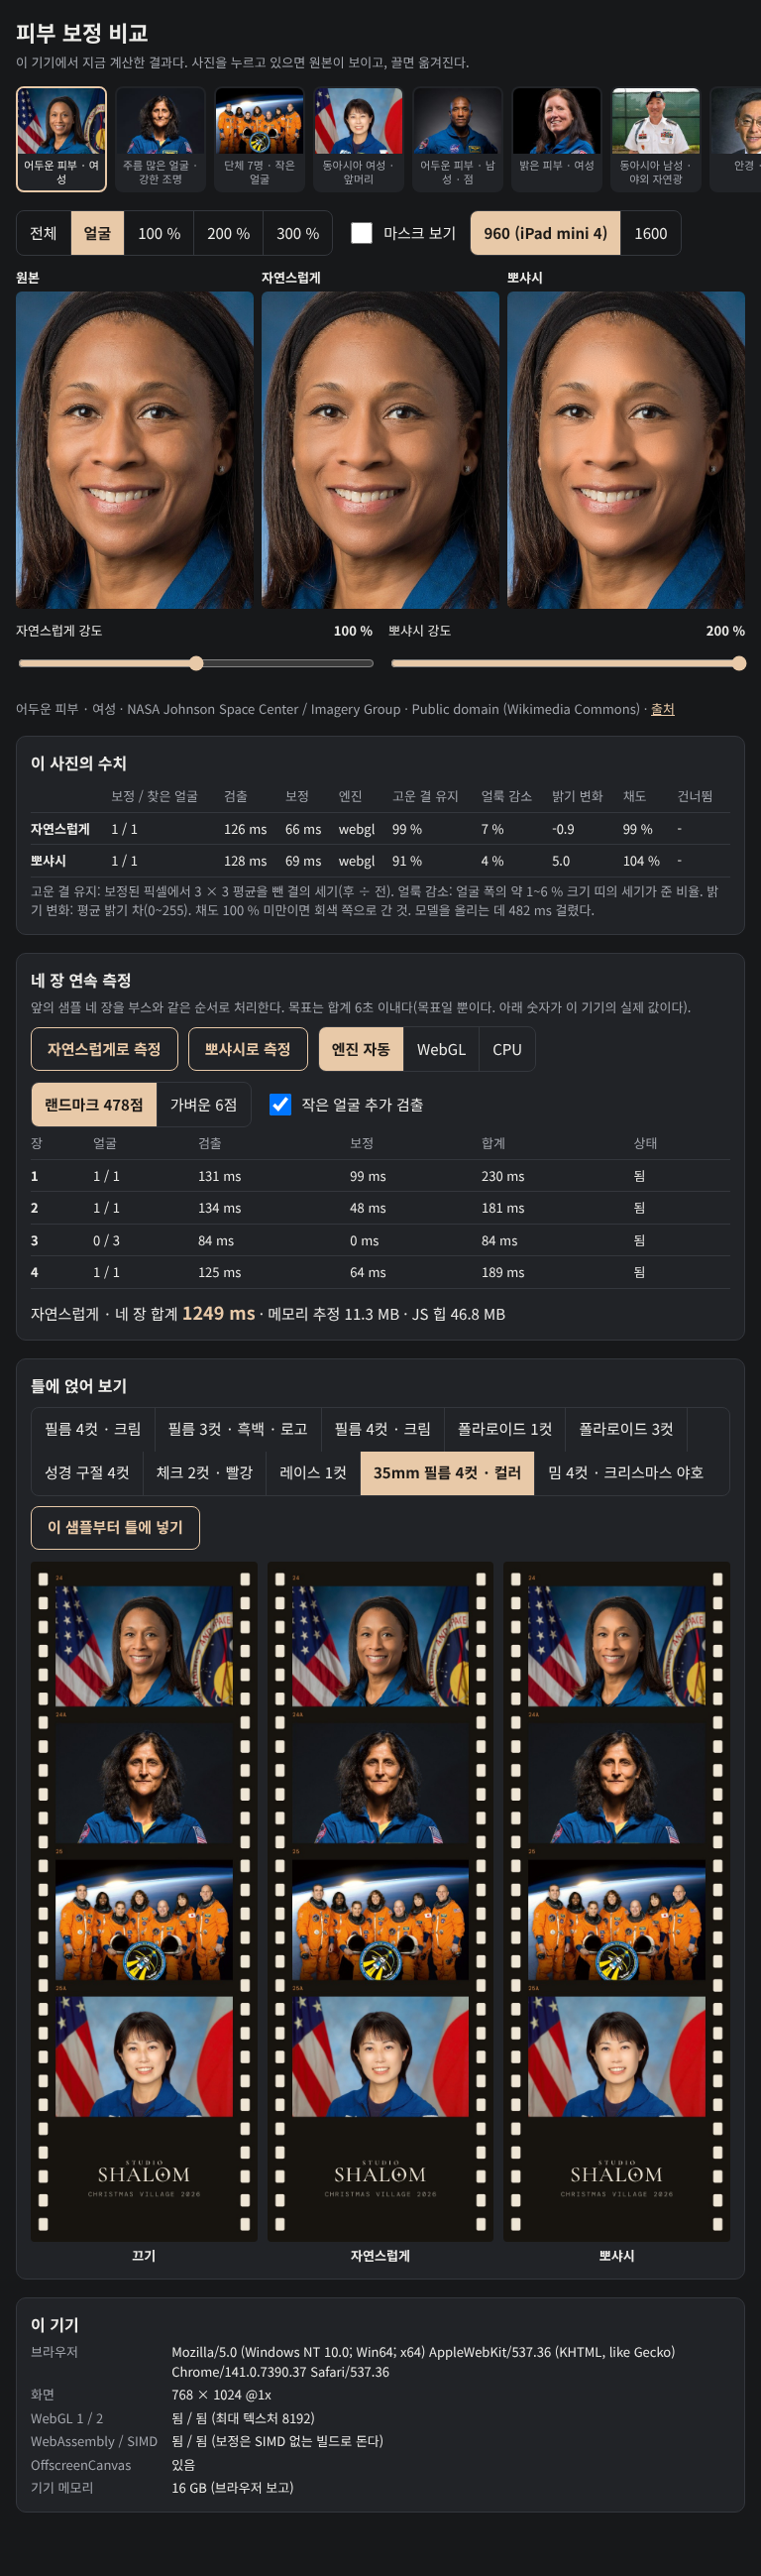 피부 보정 비교
이 기기에서 지금 계산한 결과다. 사진을 누르고 있으면 원본이 보이고, 끌면 옮겨진다.
어두운 피부 · 여성
주름 많은 얼굴 · 강한 조명
단체 7명 · 작은 얼굴
동아시아 여성 · 앞머리
어두운 피부 · 남성 · 점
밝은 피부 · 여성
동아시아 남성 · 야외 자연광
안경 ·
전체 얼굴 100 % 200 % 300 % 마스크 보기 960 (iPad mini 4) 1600
원본 자연스럽게 뽀샤시
자연스럽게 강도 100 % 뽀샤시 강도 200 %
어두운 피부 · 여성 · NASA Johnson Space Center / Imagery Group · Public domain (Wikimedia Commons) · 출처
이 사진의 수치
보정 / 찾은 얼굴 검출 보정 엔진 고운 결 유지 얼룩 감소 밝기 변화 채도 건너뜀
자연스럽게 1 / 1 126 ms 66 ms webgl 99 % 7 % -0.9 99 % -
뽀샤시 1 / 1 128 ms 69 ms webgl 91 % 4 % 5.0 104 % -
고운 결 유지: 보정된 픽셀에서 3 × 3 평균을 뺀 결의 세기(후 ÷ 전). 얼룩 감소: 얼굴 폭의 약 1~6 % 크기 띠의 세기가 준 비율. 밝
기 변화: 평균 밝기 차(0~255). 채도 100 % 미만이면 회색 쪽으로 간 것. 모델을 올리는 데 482 ms 걸렸다.
네 장 연속 측정
앞의 샘플 네 장을 부스와 같은 순서로 처리한다. 목표는 합계 6초 이내다(목표일 뿐이다. 아래 숫자가 이 기기의 실제 값이다).
자연스럽게로 측정 뽀샤시로 측정 엔진 자동 WebGL CPU
랜드마크 478점 가벼운 6점 작은 얼굴 추가 검출
장 얼굴 검출 보정 합계 상태
1 1 / 1 131 ms 99 ms 230 ms 됨
2 1 / 1 134 ms 48 ms 181 ms 됨
3 0 / 3 84 ms 0 ms 84 ms 됨
4 1 / 1 125 ms 64 ms 189 ms 됨
자연스럽게 · 네 장 합계 1249 ms · 메모리 추정 11.3 MB · JS 힙 46.8 MB
틀에 얹어 보기
필름 4컷 · 크림 필름 3컷 · 흑백 · 로고 필름 4컷 · 크림 폴라로이드 1컷 폴라로이드 3컷
성경 구절 4컷 체크 2컷 · 빨강 레이스 1컷 35mm 필름 4컷 · 컬러 밈 4컷 · 크리스마스 야호
이 샘플부터 틀에 넣기
24 24 24
24A 24A 24A
25 25 25
25A 25A 25A
STUDIO STUDIO STUDIO
SHALOM SHALOM SHALOM
CHRISTMAS VILLAGE 2026 CHRISTMAS VILLAGE 2026 CHRISTMAS VILLAGE 2026
끄기 자연스럽게 뽀샤시
이 기기
브라우저 Mozilla/5.0 (Windows NT 10.0; Win64; x64) AppleWebKit/537.36 (KHTML, like Gecko)
Chrome/141.0.7390.37 Safari/537.36
화면 768 × 1024 @1x
WebGL 1 / 2 됨 / 됨 (최대 텍스처 8192)
WebAssembly / SIMD 됨 / 됨 (보정은 SIMD 없는 빌드로 돈다)
OffscreenCanvas 있음
기기 메모리 16 GB (브라우저 보고)